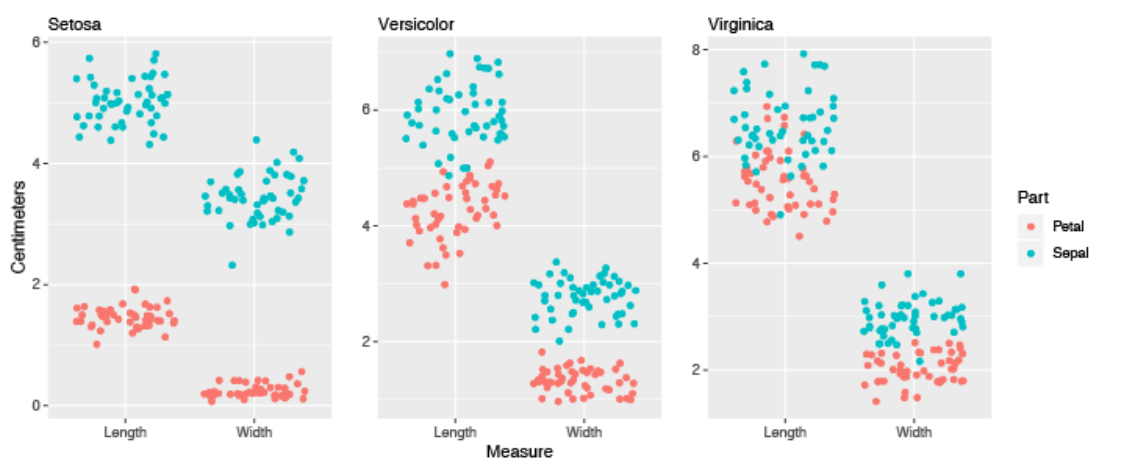 Setosa
Versicolor
Virginica
Centimeters
6
4
2
0
6
4
2
8
6
4
2
Length
Width
Length
Width
Length
Width
Measure
Part
Petal
Sepal